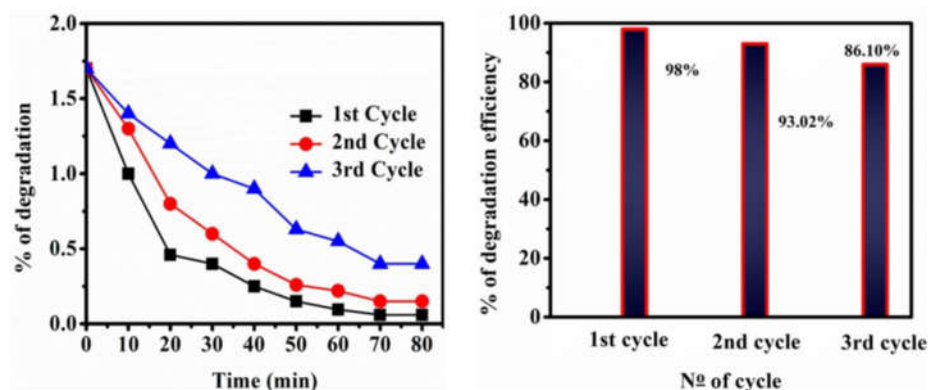 2.0
1.5
1.0
0.5
0.0
% of degradation
1st Cycle
2nd Cycle
3rd Cycle
0 10 20 30 40 50 60 70 80
Time (min)
100
80
60
40
20
0
% of degradation efficiency
98%
93.02%
86.10%
1st cycle 2nd cycle 3rd cycle
Nº of cycle